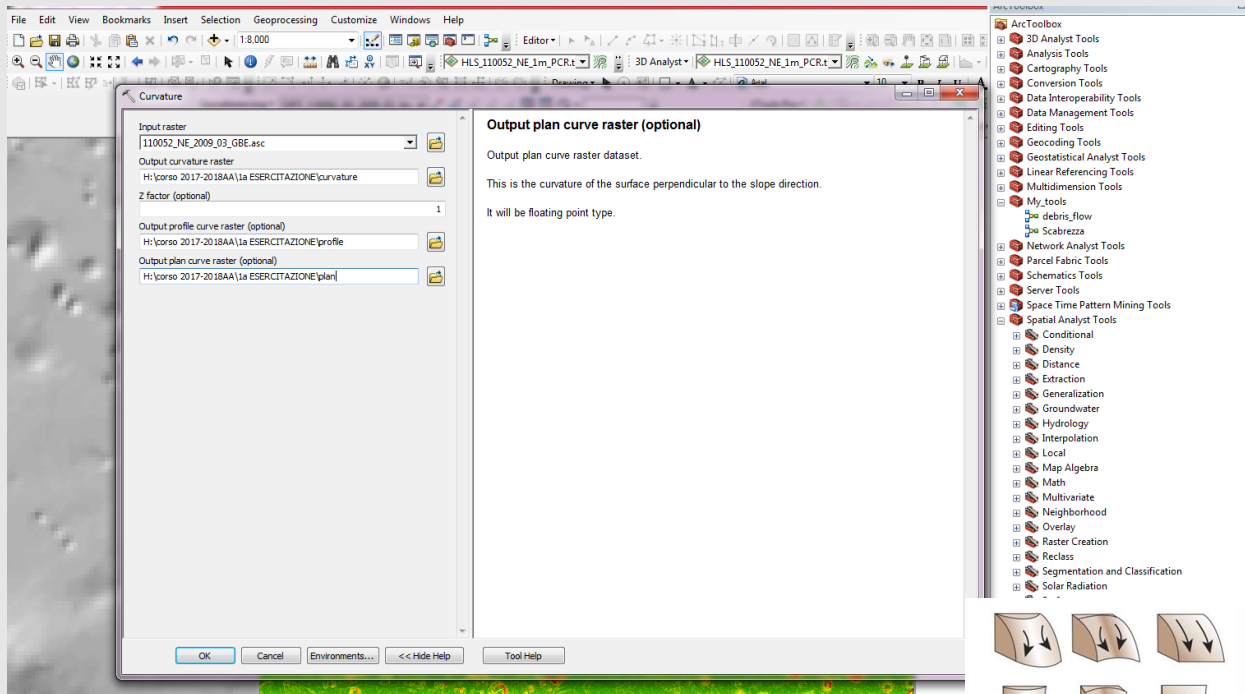 ArcToolbox
File Edit View Bookmarks Insert Selection Geoprocessing Customize Windows Help
1:8,000
Editor
HLS_110052_NE_1m_PCR.t
3D Analyst
HLS_110052_NE_1m_PCR.t
Drawing
Arial
10
Curvature
Input raster
110052_NE_2009_03_GBE.asc
Output curvature raster
H:\corso 2017-2018AA\1a ESERCITAZIONE\curvature
Z factor (optional)
1
Output profile curve raster (optional)
H:\corso 2017-2018AA\1a ESERCITAZIONE\profile
Output plan curve raster (optional)
H:\corso 2017-2018AA\1a ESERCITAZIONE\plan
Output plan curve raster (optional)
Output plan curve raster dataset.
This is the curvature of the surface perpendicular to the slope direction.
It will be floating point type.
OK Cancel Environments... << Hide Help Tool Help
ArcToolbox
3D Analyst Tools
Analysis Tools
Cartography Tools
Conversion Tools
Data Interoperability Tools
Data Management Tools
Editing Tools
Geocoding Tools
Geostatistical Analyst Tools
Linear Referencing Tools
Multidimension Tools
My_tools
debris_flow
Scabrezza
Network Analyst Tools
Parcel Fabric Tools
Schematics Tools
Server Tools
Space Time Pattern Mining Tools
Spatial Analyst Tools
Conditional
Density
Distance
Extraction
Generalization
Groundwater
Hydrology
Interpolation
Local
Map Algebra
Math
Multivariate
Neighborhood
Overlay
Raster Creation
Reclass
Segmentation and Classification
Solar Radiation